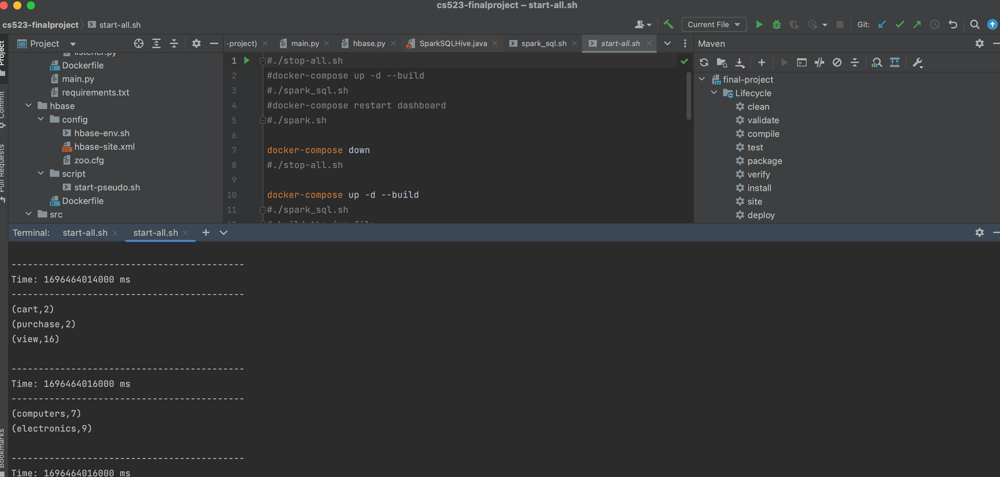 cs523-finalproject – start-all.sh
cs523-finalproject start-all.sh
Current File
Git:
Project
-project)
main.py
hbase.py
SparkSQLHive.java
spark_sql.sh
start-all.sh
Maven
Project
Commit
Pull Requests
Bookmarks
listener.py
Dockerfile
main.py
requirements.txt
hbase
config
hbase-env.sh
hbase-site.xml
zoo.cfg
script
start-pseudo.sh
Dockerfile
src
1 #./stop-all.sh
2 #docker-compose up -d --build
3 #./spark_sql.sh
4 #docker-compose restart dashboard
5 #./spark.sh
6
7 docker-compose down
8 #./stop-all.sh
9
10 docker-compose up -d --build
11 #./spark_sql.sh
final-project
Lifecycle
clean
validate
compile
test
package
verify
install
site
deploy
Terminal: start-all.sh start-all.sh
-------------------------------------------
Time: 1696464014000 ms
-------------------------------------------
(cart,2)
(purchase,2)
(view,16)
-------------------------------------------
Time: 1696464016000 ms
-------------------------------------------
(computers,7)
(electronics,9)
-------------------------------------------
Time: 1696464016000 ms